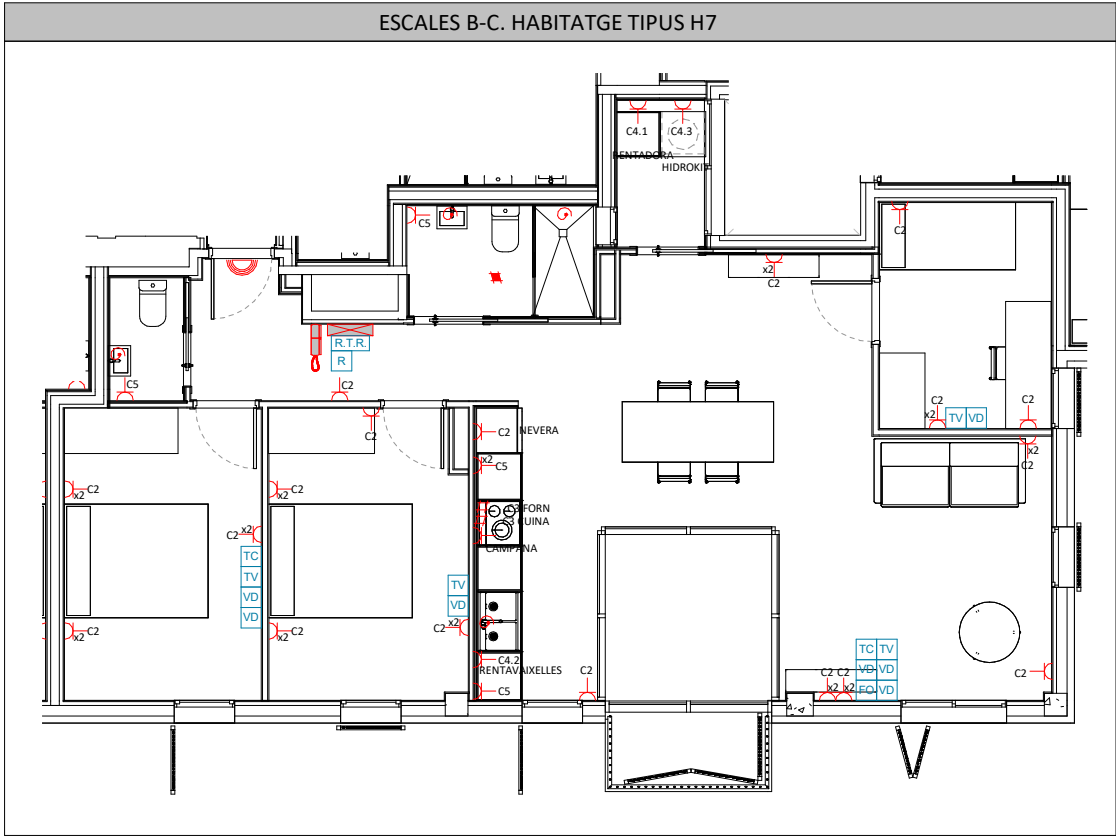 ESCALES B-C. HABITATGE TIPUS H7
C4.1
C4.3
RENTADORA
HIDROKIT
C5
C2
x2
C2
R.T.R.
R
C5
C2
C2
C2
x2
TV VD
C2
x2
C2
C2 NEVERA
x2
C5
C2
x2
C2
x2
C3 FORN
C3 CUINA
x2
C2
CAMPANA
TC
TV
VD
VD
TV
VD
C2
x2
C2
x2
x2
C2
C4.2
RENTAVAIXELLES
C5
C2
TC TV
VD VD
FO VD
C2 C2
x2 x2
C2